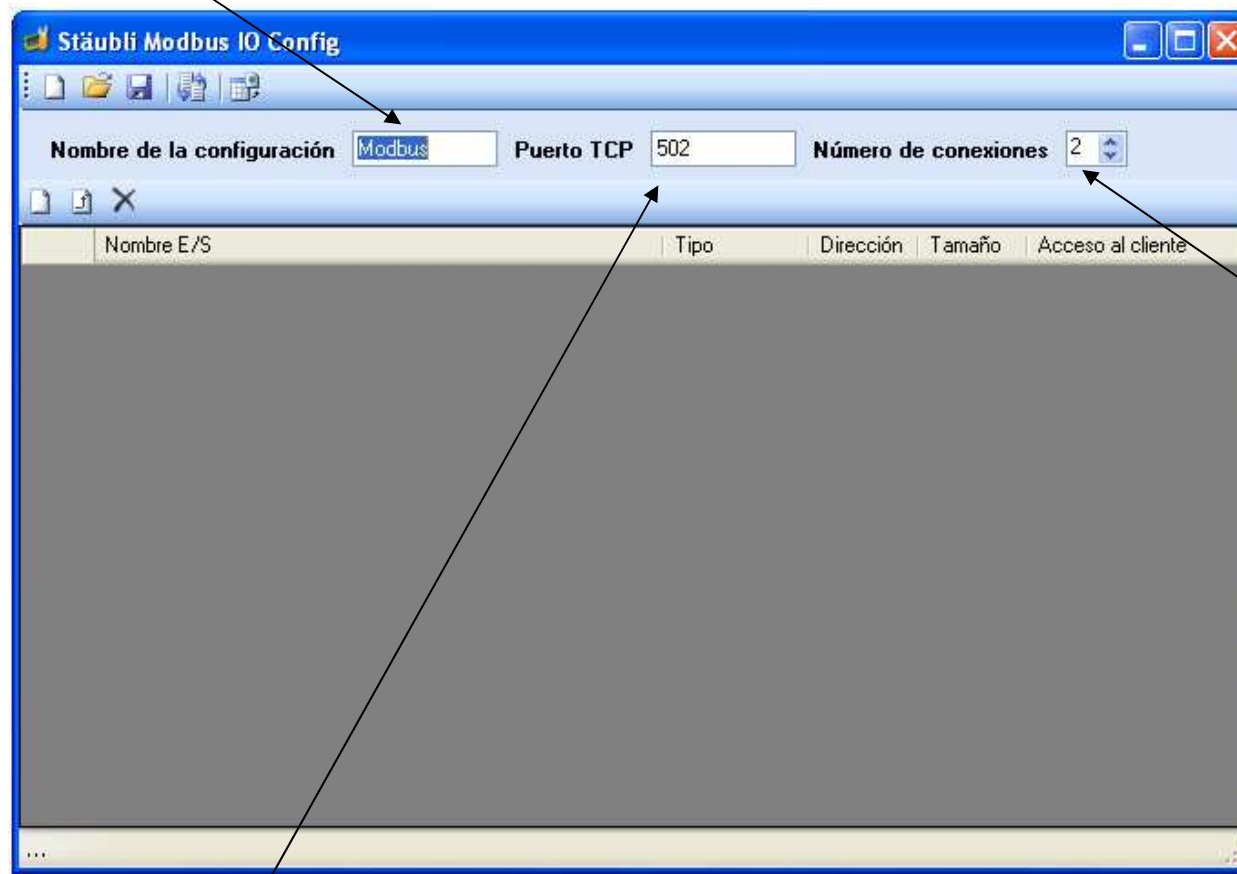 Stäubli Modbus IO Config
Nombre de la configuración Modbus Puerto TCP 502 Número de conexiones 2
Nombre E/S Tipo Dirección Tamaño Acceso al cliente
...